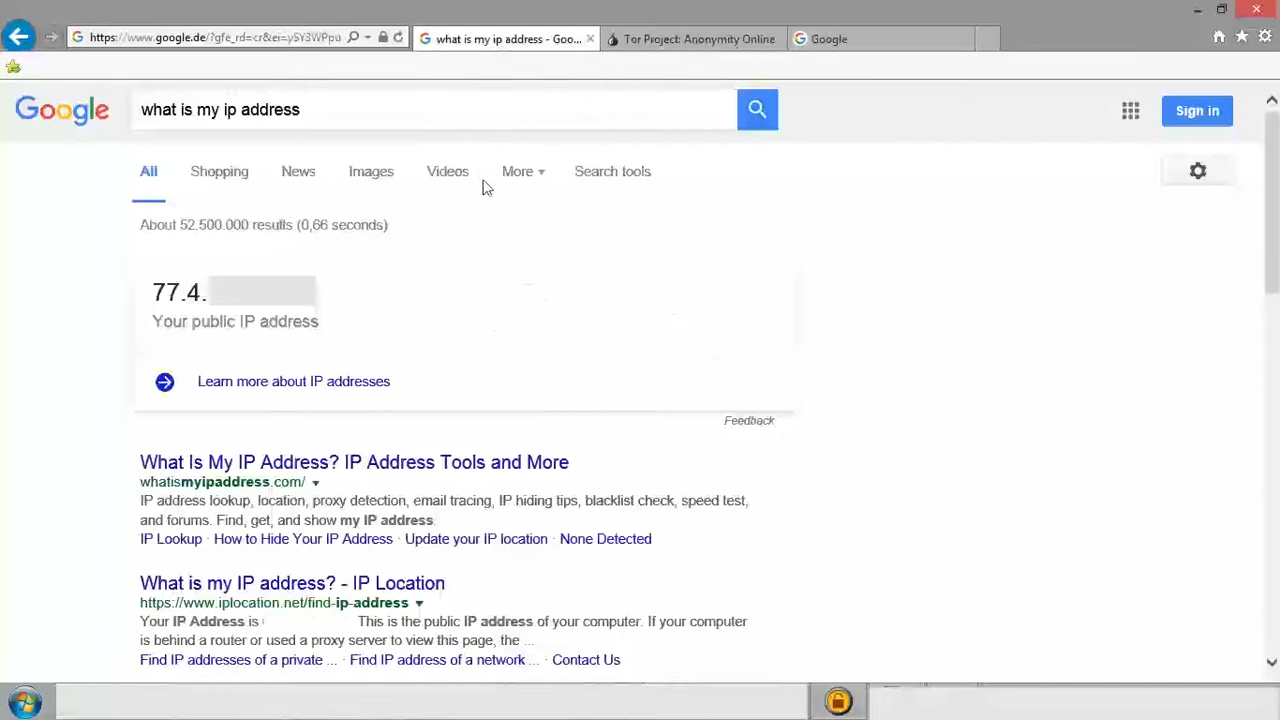 https://www.google.de/?gfe_rd=cr&ei=
what is my ip address - Goo...
Tor Project: Anonymity Online
Google
Google
what is my ip address
Sign in
All
Shopping
News
Images
Videos
More
Search tools
About 52.500.000 results (0,66 seconds)
77.4.
Your public IP address
Learn more about IP addresses
Feedback
What Is My IP Address? IP Address Tools and More
whatismyipaddress.com/
IP address lookup, location, proxy detection, email tracing, IP hiding tips, blacklist check, speed test,
and forums. Find, get, and show my IP address.
IP Lookup · How to Hide Your IP Address · Update your IP location · None Detected
What is my IP address? - IP Location
https://www.iplocation.net/find-ip-address
Your IP Address is This is the public IP address of your computer. If your computer
is behind a router or used a proxy server to view this page, the ...
Find IP addresses of a private ... · Find IP address of a network ... · Contact Us